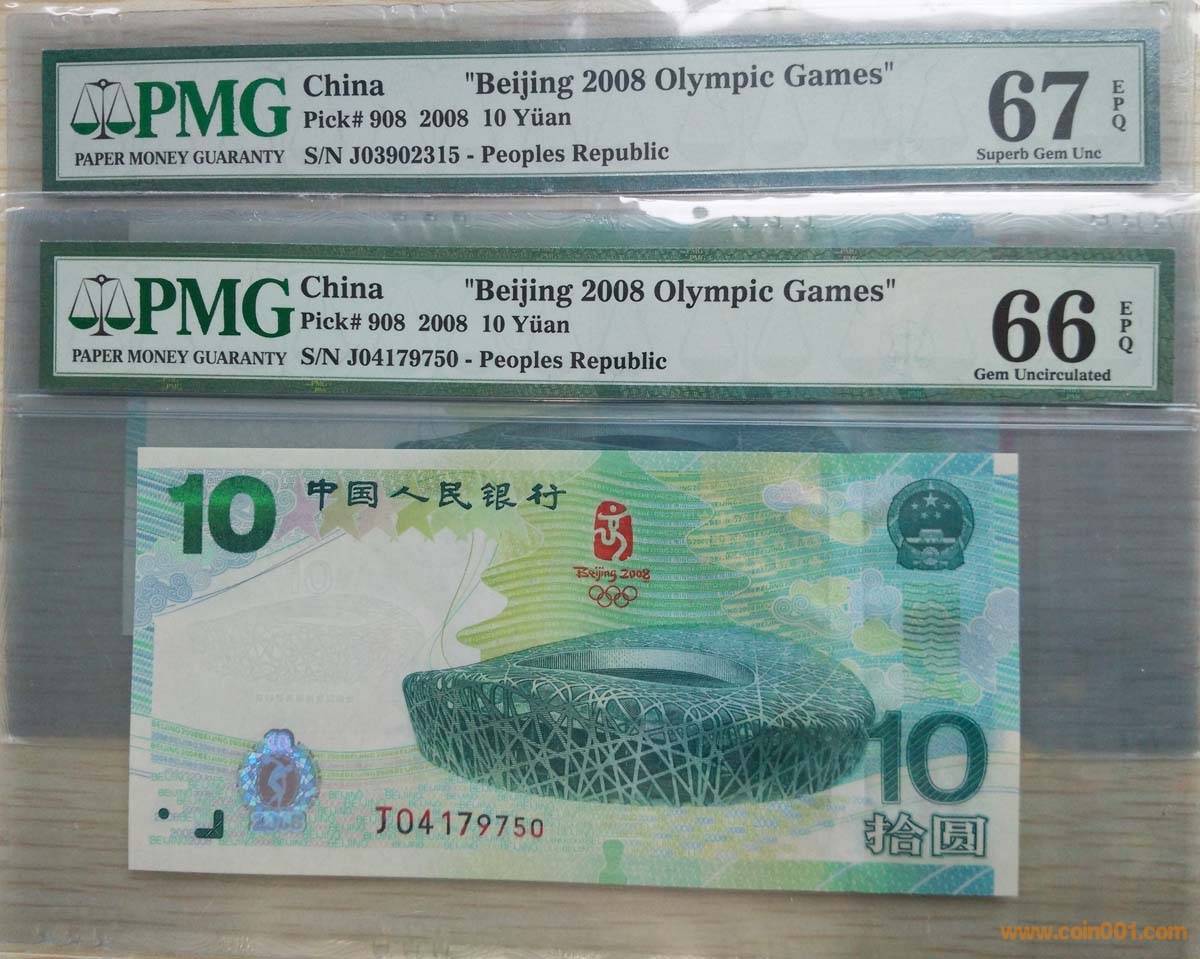 PMG China "Beijing 2008 Olympic Games" 67 EPQ
Pick# 908 2008 10 Yüan
PAPER MONEY GUARANTY S/N J03902315 - Peoples Republic Superb Gem Unc
PMG China "Beijing 2008 Olympic Games" 66 EPQ
Pick# 908 2008 10 Yüan
PAPER MONEY GUARANTY S/N J04179750 - Peoples Republic Gem Uncirculated
10 中国人民银行
Beijing 2008
10
2008
J04179750
10
拾圆
www.coin001.com